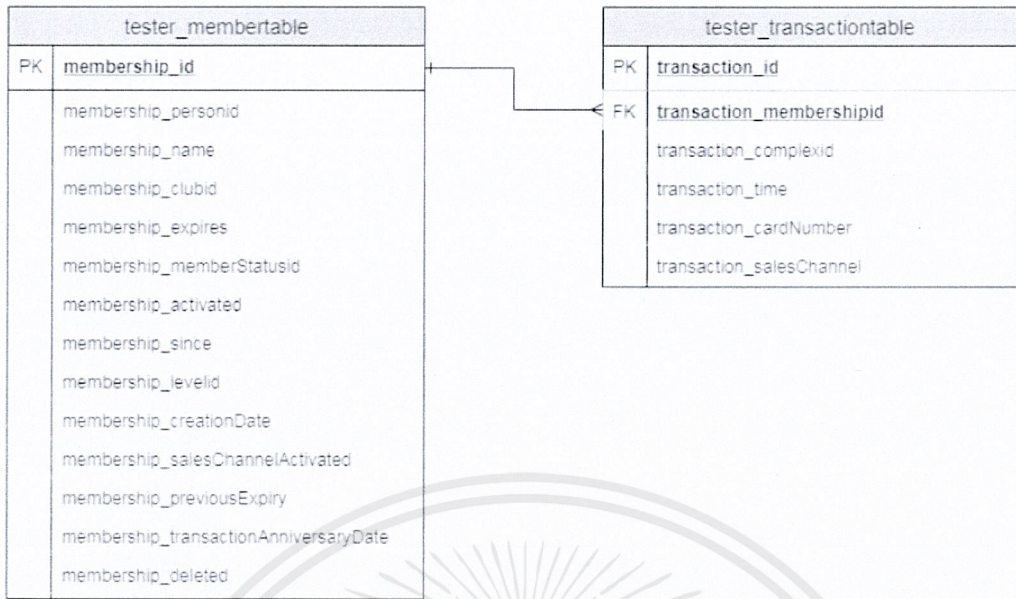 tester_membertable
PK membership_id
membership_personid
membership_name
membership_clubid
membership_expires
membership_memberStatusid
membership_activated
membership_since
membership_levelid
membership_creationDate
membership_salesChannelActivated
membership_previousExpiry
membership_transactionAnniversaryDate
membership_deleted
tester_transactiontable
PK transaction_id
FK transaction_membershipid
transaction_complexid
transaction_time
transaction_cardNumber
transaction_salesChannel